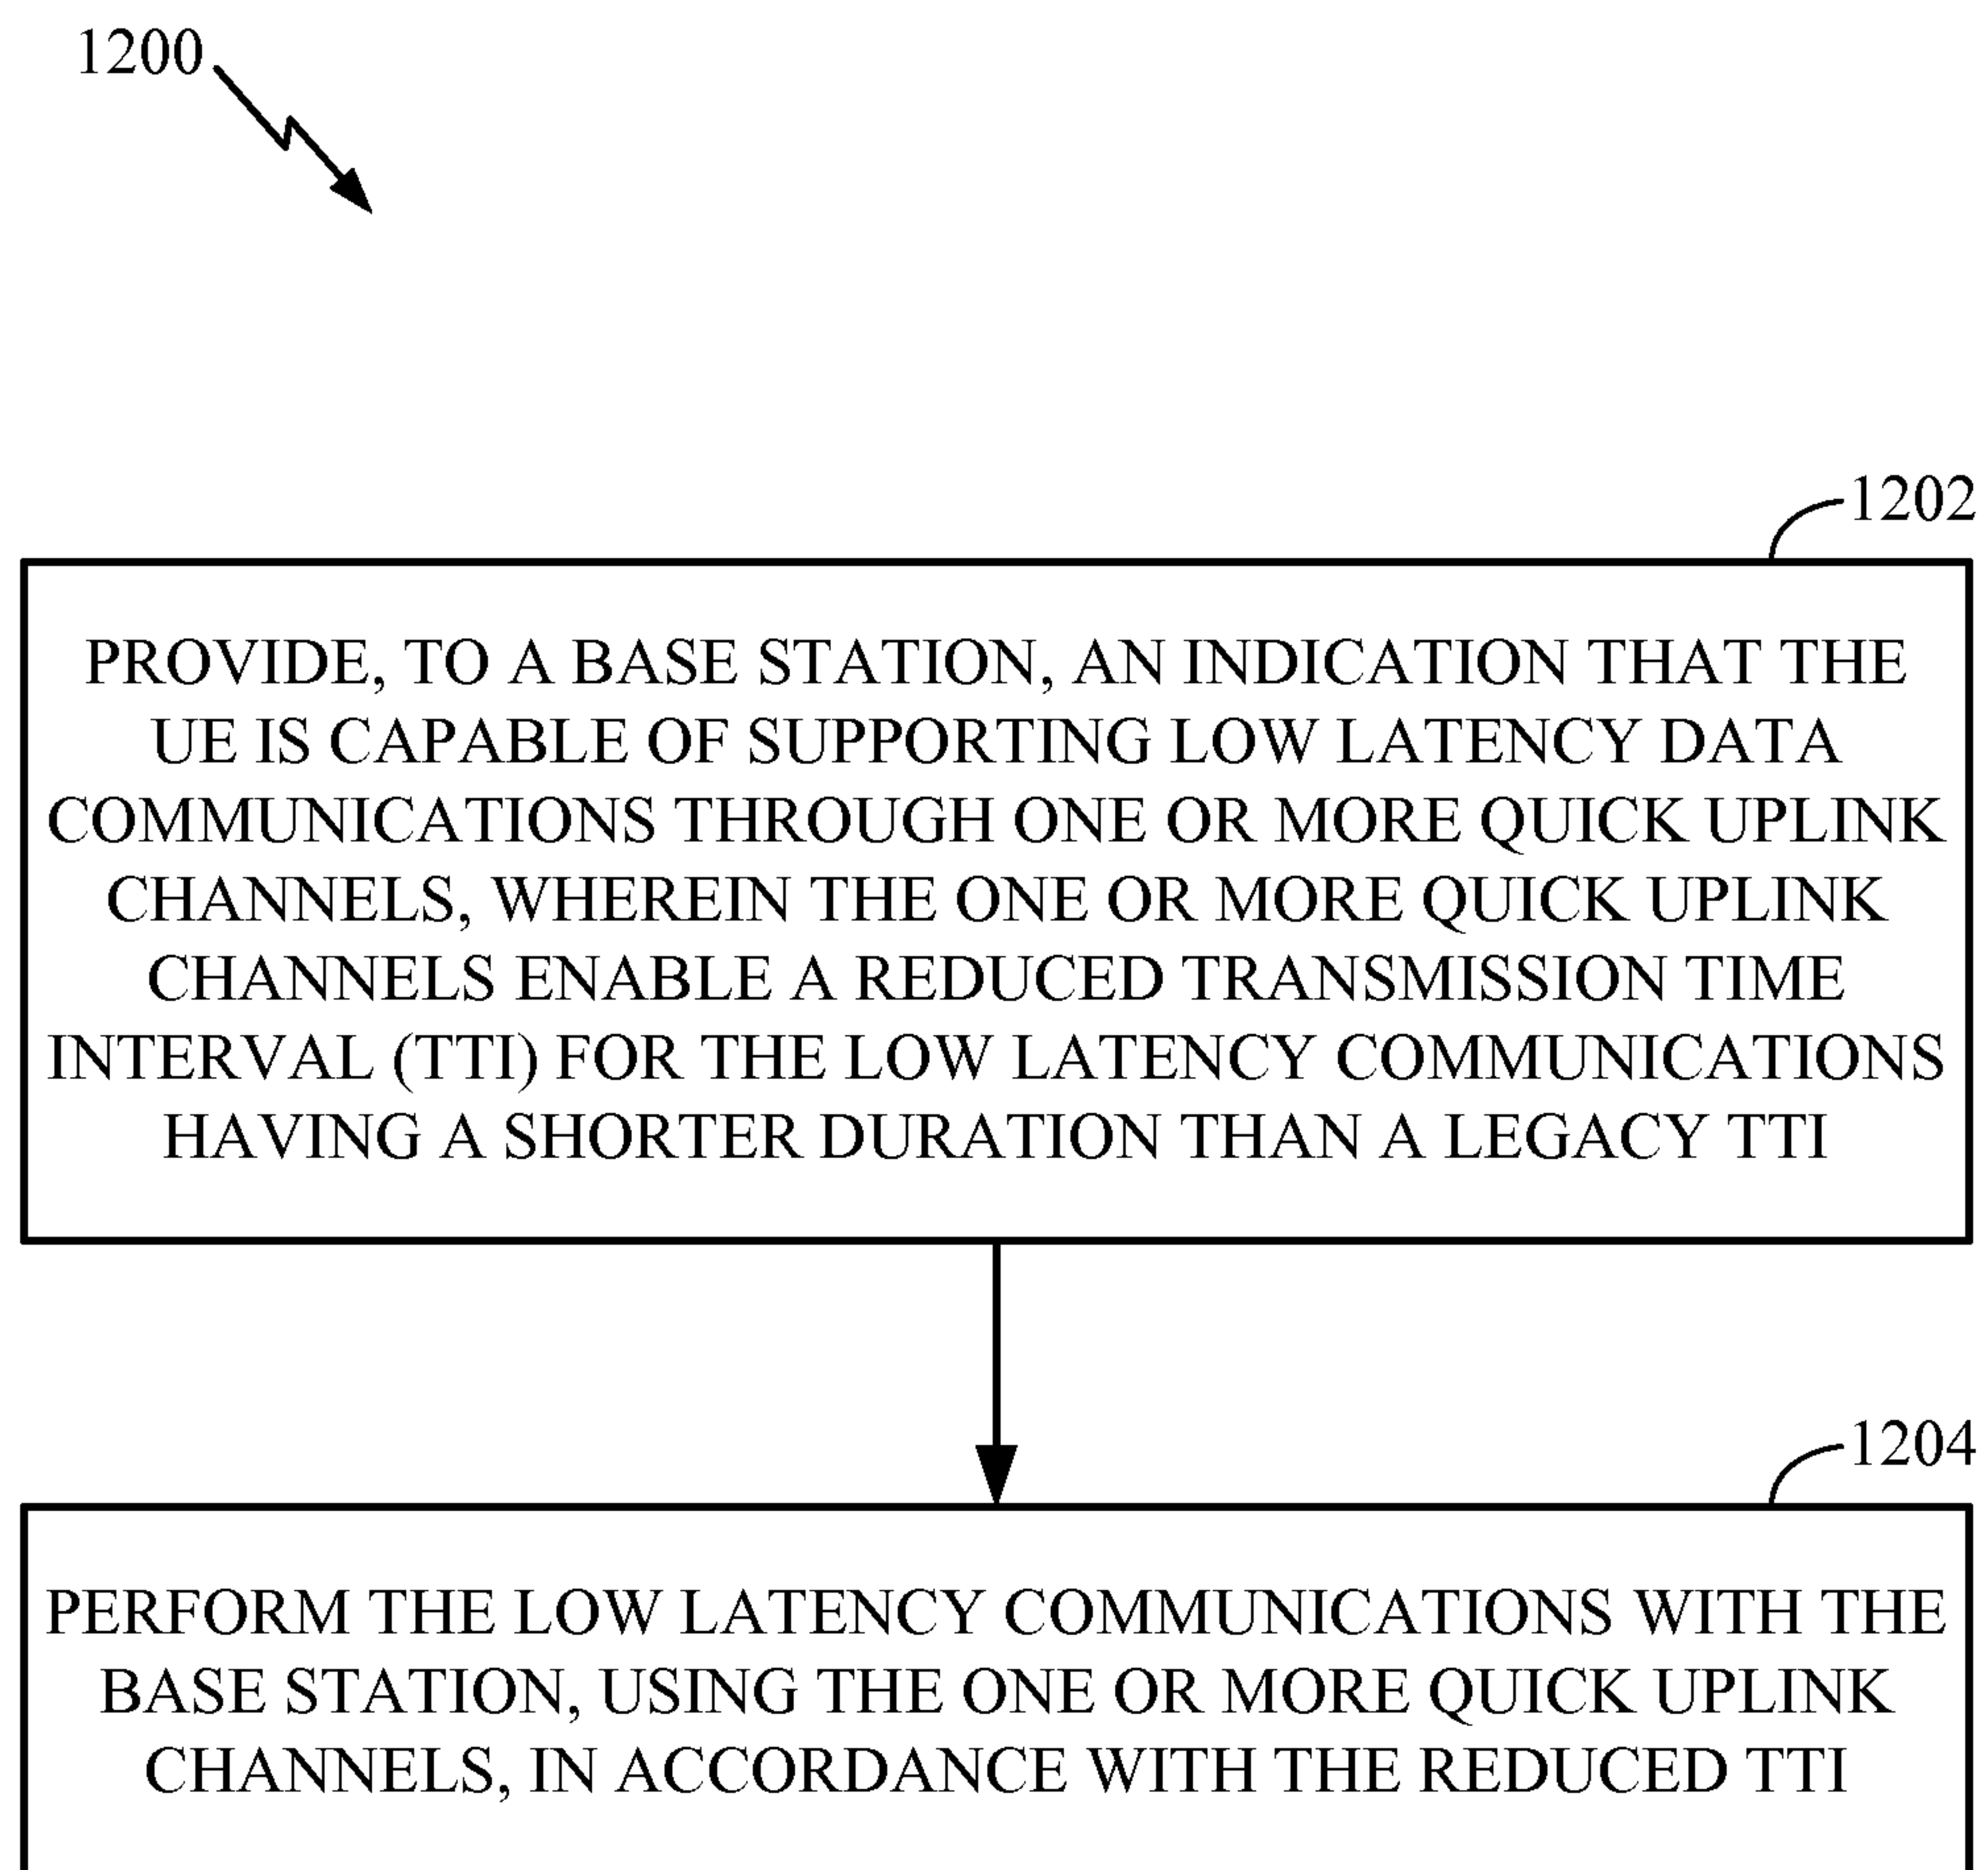 1200
1202
PROVIDE, TO A BASE STATION, AN INDICATION THAT THE
UE IS CAPABLE OF SUPPORTING LOW LATENCY DATA
COMMUNICATIONS THROUGH ONE OR MORE QUICK UPLINK
CHANNELS, WHEREIN THE ONE OR MORE QUICK UPLINK
CHANNELS ENABLE A REDUCED TRANSMISSION TIME
INTERVAL (TTI) FOR THE LOW LATENCY COMMUNICATIONS
HAVING A SHORTER DURATION THAN A LEGACY TTI
1204
PERFORM THE LOW LATENCY COMMUNICATIONS WITH THE
BASE STATION, USING THE ONE OR MORE QUICK UPLINK
CHANNELS, IN ACCORDANCE WITH THE REDUCED TTI